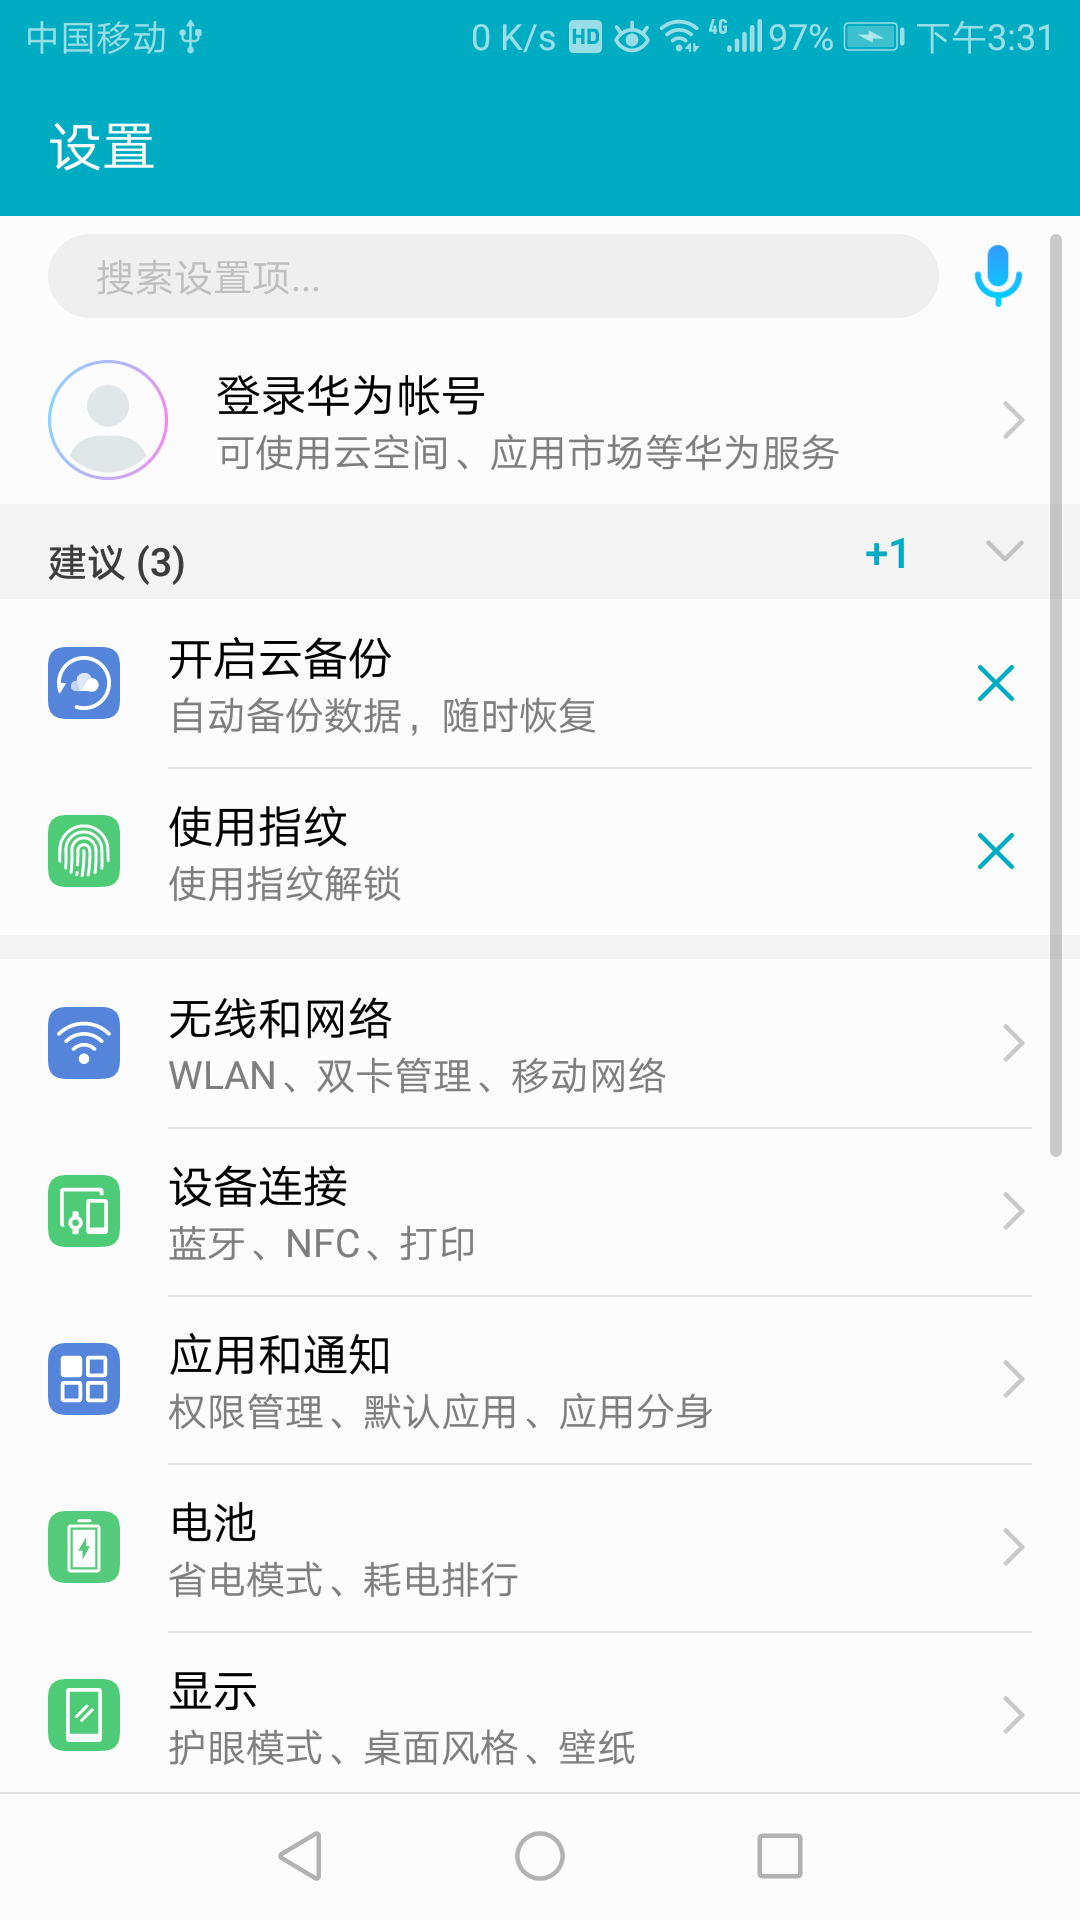 中国移动 0 K/s HD 4G 97% 下午3:31
设置
搜索设置项...
登录华为帐号
可使用云空间、应用市场等华为服务
建议 (3) +1
开启云备份
自动备份数据，随时恢复
使用指纹
使用指纹解锁
无线和网络
WLAN、双卡管理、移动网络
设备连接
蓝牙、NFC、打印
应用和通知
权限管理、默认应用、应用分身
电池
省电模式、耗电排行
显示
护眼模式、桌面风格、壁纸